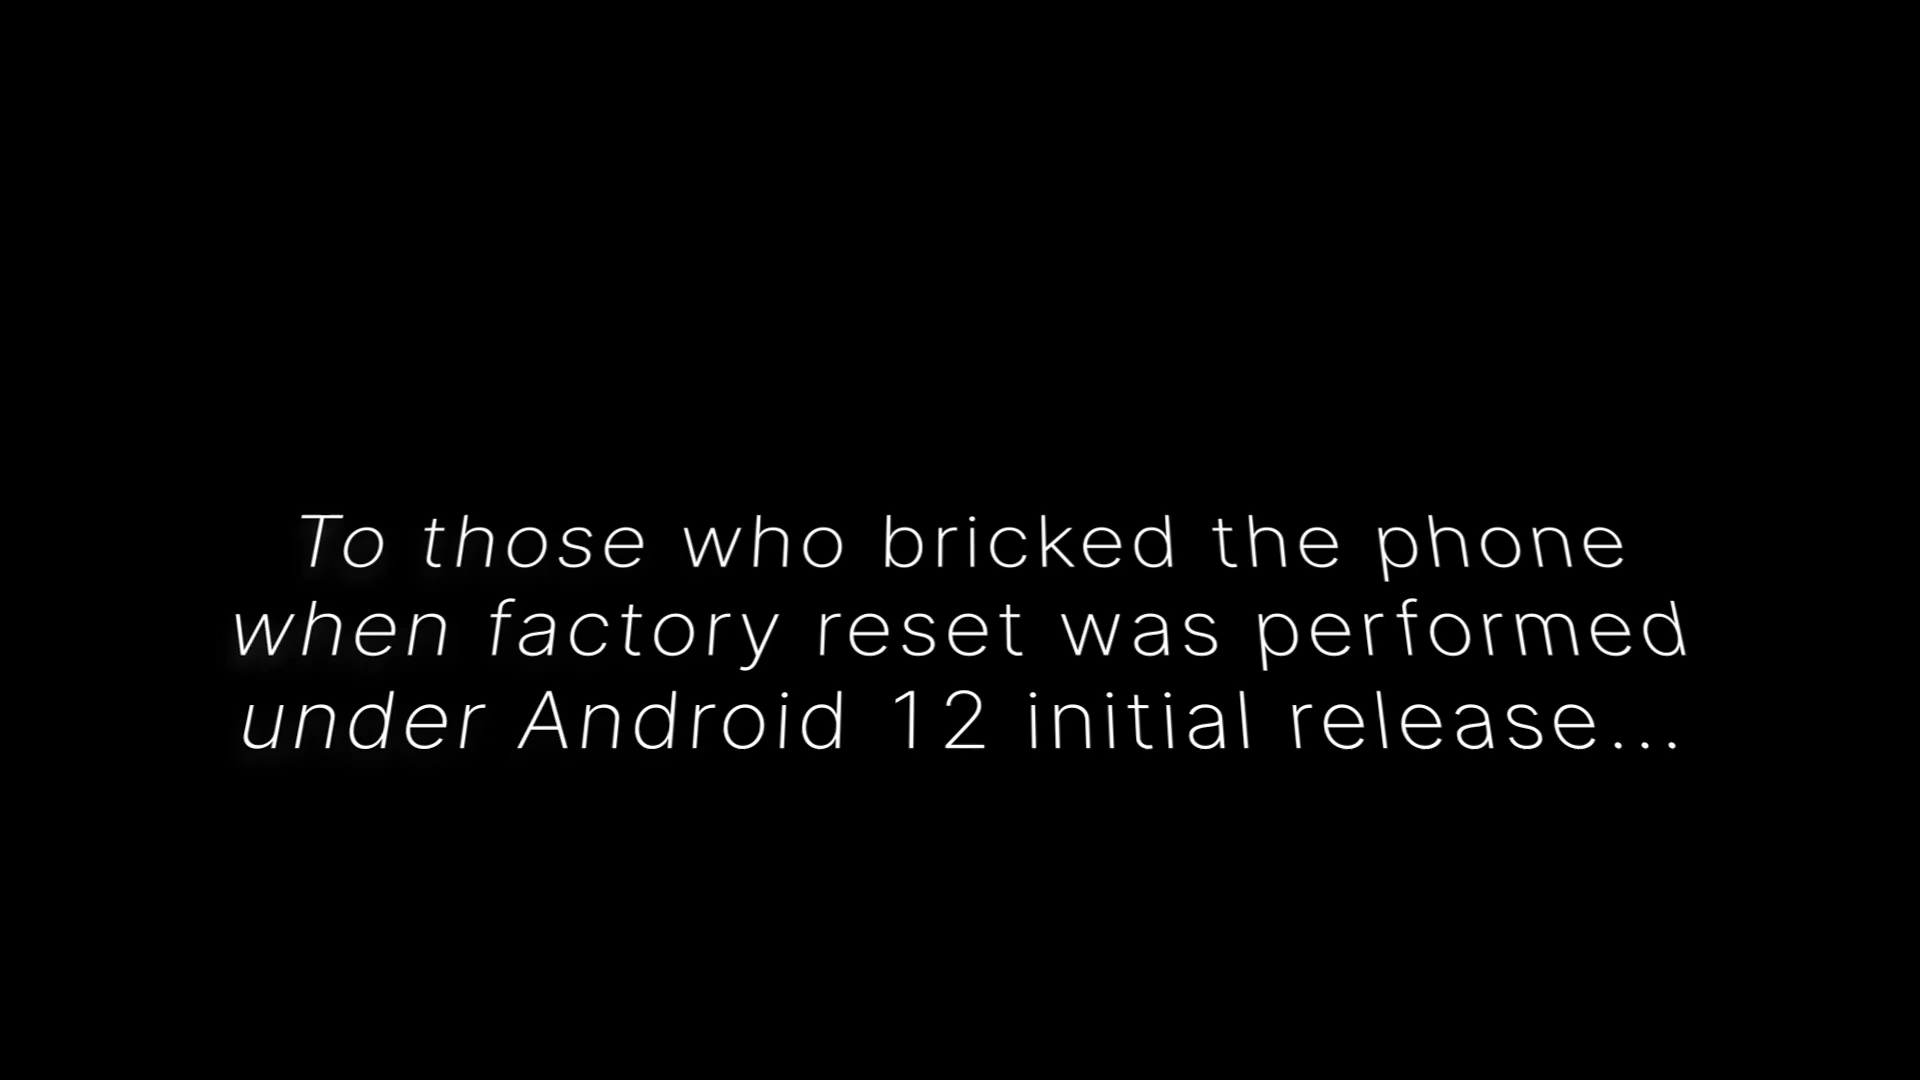 To those who bricked the phone
when factory reset was performed
under Android 12 initial release...